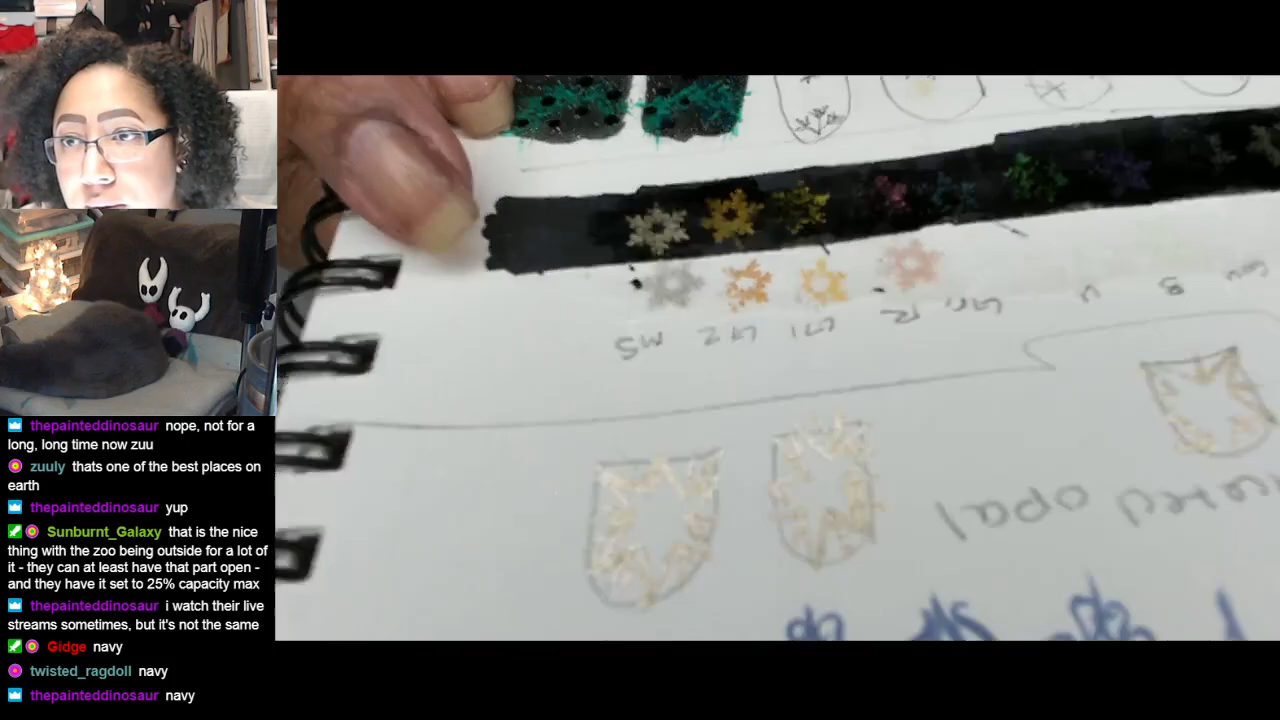 thepainteddinosaur nope, not for a
long, long time now zuu
zuuly thats one of the best places on
earth
thepainteddinosaur yup
Sunburnt_Galaxy that is the nice
thing with the zoo being outside for a lot of
it - they can at least have that part open -
and they have it set to 25% capacity max
thepainteddinosaur i watch their live
streams sometimes, but it's not the same
Gidge navy
twisted_ragdoll navy
thepainteddinosaur navy
MS
opal